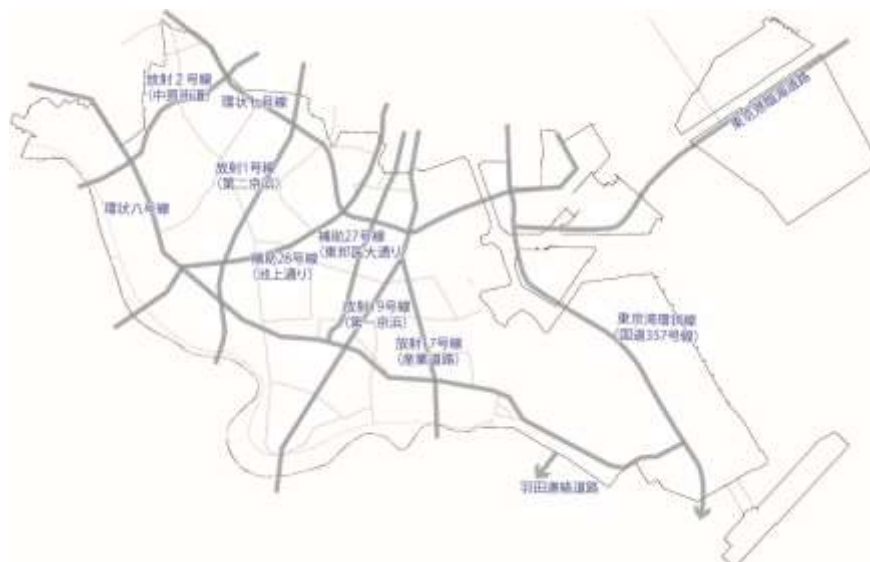 放射２号線
(中原街道)
環状七号線
東京港臨海道路
放射1号線
(第二京浜)
環状八号線
補助27号線
(東邦医大通り)
補助28号線
(池上通り)
放射19号線
(第一京浜)
東京湾環状線
(国道357号線)
放射17号線
(産業道路)
羽田連絡道路